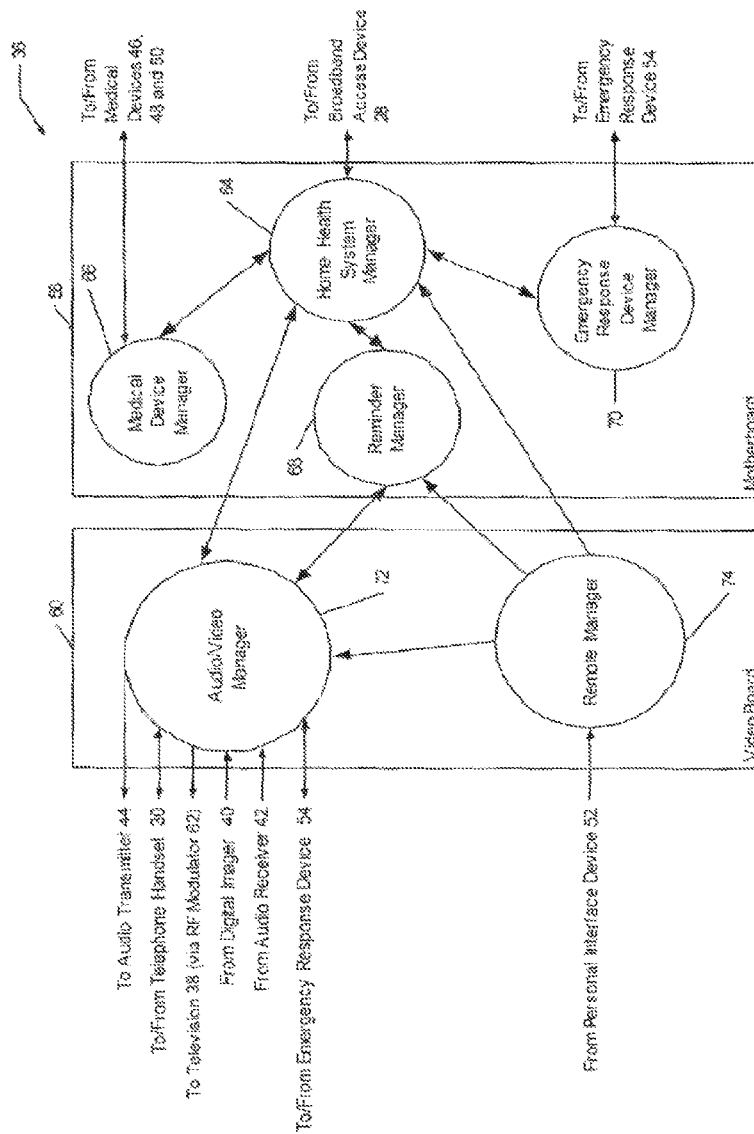 36
To/From
Medical
Devices 46,
48 and 50
To/From
Broadband
Access Device
28
To/From
Emergency
Response
Device 54
58
66
Medical
Device
Manager
64
Home Health
System
Manager
68
Reminder
Manager
Emergency
Response
Device
Manager
70
Motherboard
60
Audio/Video
Manager
72
Remote Manager
74
Video Board
To Audio Transmitter 44
To/From Telephone Handset 30
To Television 38 (via RF Modulator 62)
From Digital Imager 40
From Audio Receiver 42
To/From Emergency Response Device 54
From Personal Interface Device 52